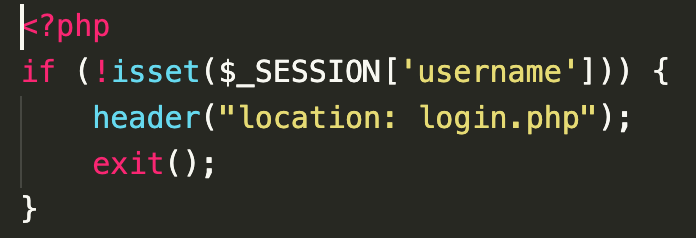 <?php
if (!isset($_SESSION['username'])) {
    header("location: login.php");
    exit();
}